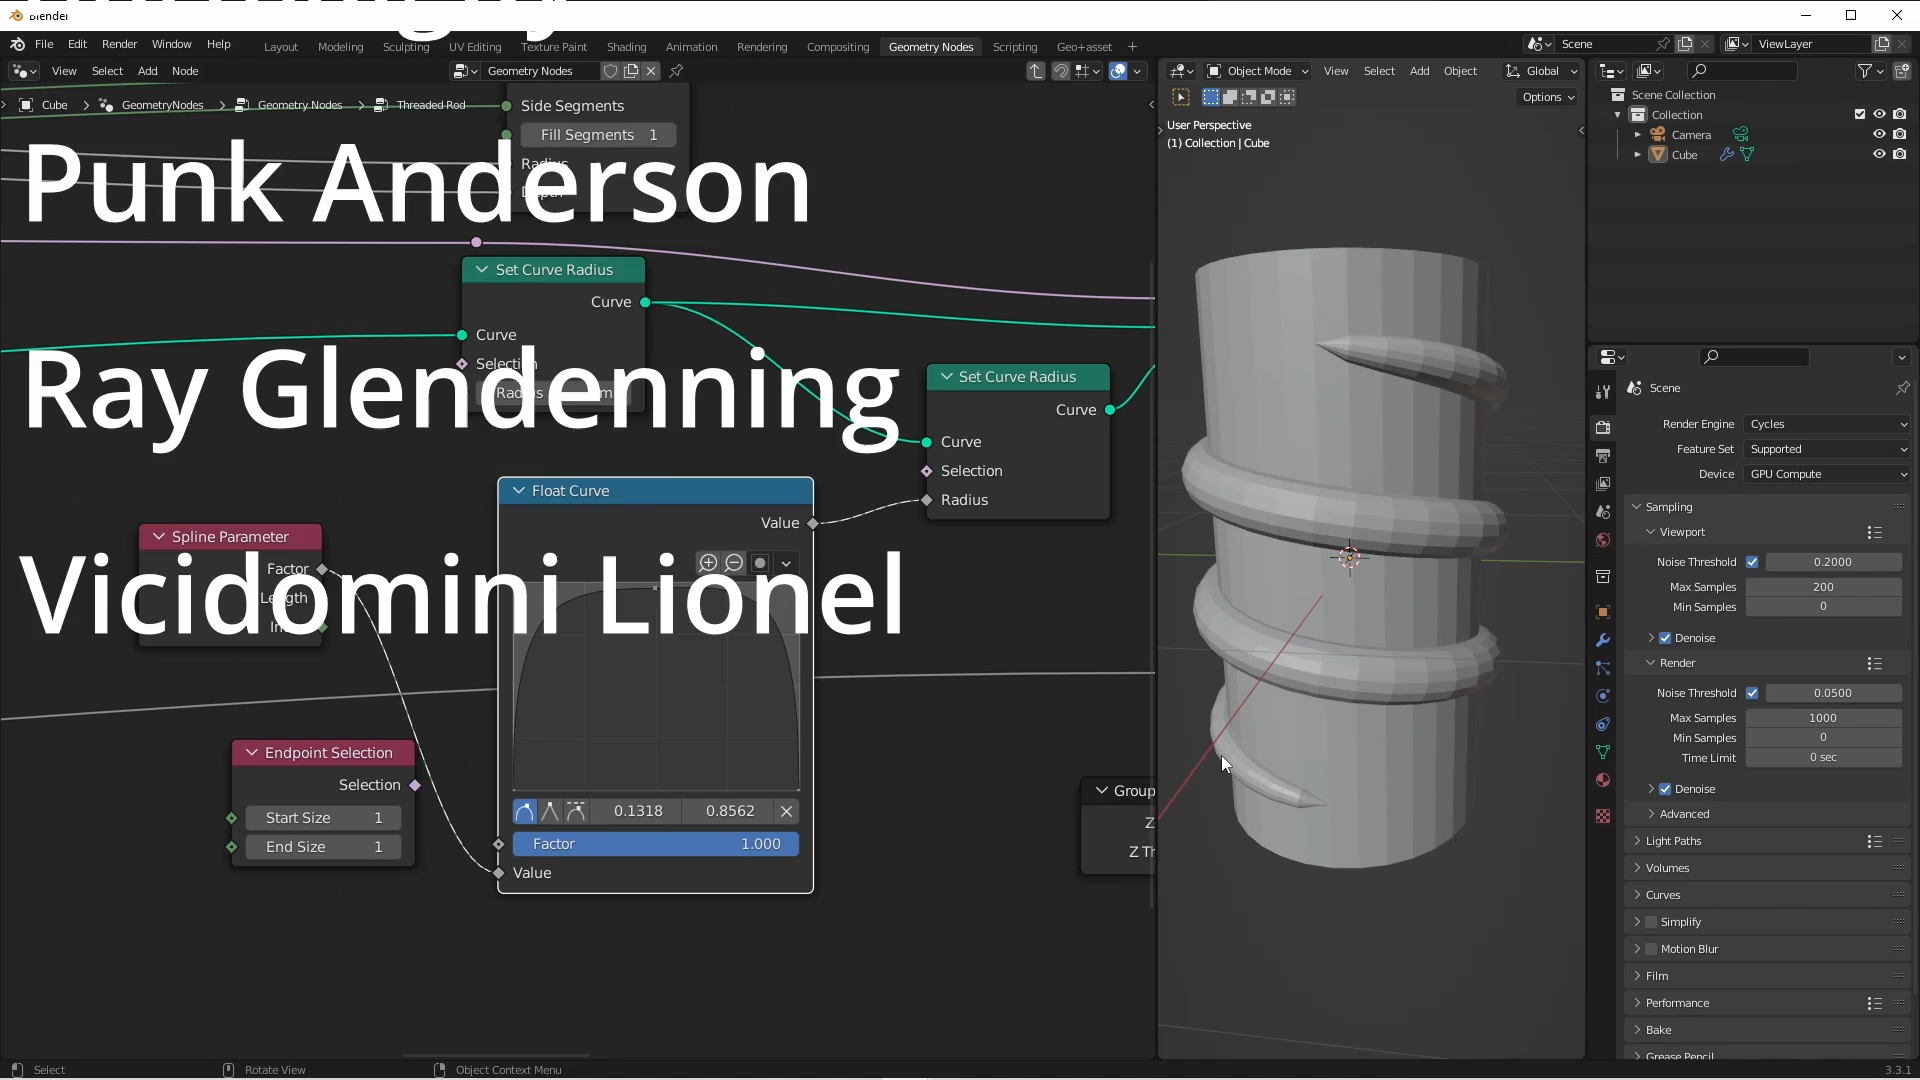 Blender
File Edit Render Window Help Layout Modeling Sculpting UV Editing Texture Paint Shading Animation Rendering Compositing Geometry Nodes Scripting Geo+asset + Scene ViewLayer
View Select Add Node Geometry Nodes Object Mode View Select Add Object Global
Cube > GeometryNodes > Geometry Nodes > Threaded Rod
Options
Side Segments
Fill Segments 1
Radius
Punk Anderson
Set Curve Radius
Curve
Curve
Selection
Ray Glendenning
Set Curve Radius
Curve
Curve
Selection
Radius
Float Curve
Value
Spline Parameter
Factor
Length
Vicidomini Lionel
Endpoint Selection
Selection
Start Size 1
End Size 1
0.1318 0.8562
Factor 1.000
Value
Group
Z
User Perspective
(1) Collection | Cube
Scene Collection
Collection
Camera
Cube
Scene
Render Engine Cycles
Feature Set Supported
Device GPU Compute
Sampling
Viewport
Noise Threshold 0.2000
Max Samples 200
Min Samples 0
Denoise
Render
Noise Threshold 0.0500
Max Samples 1000
Min Samples 0
Time Limit 0 sec
Denoise
Advanced
Light Paths
Volumes
Curves
Simplify
Motion Blur
Film
Performance
Bake
Grease Pencil
Select Rotate View Object Context Menu 3.3.1